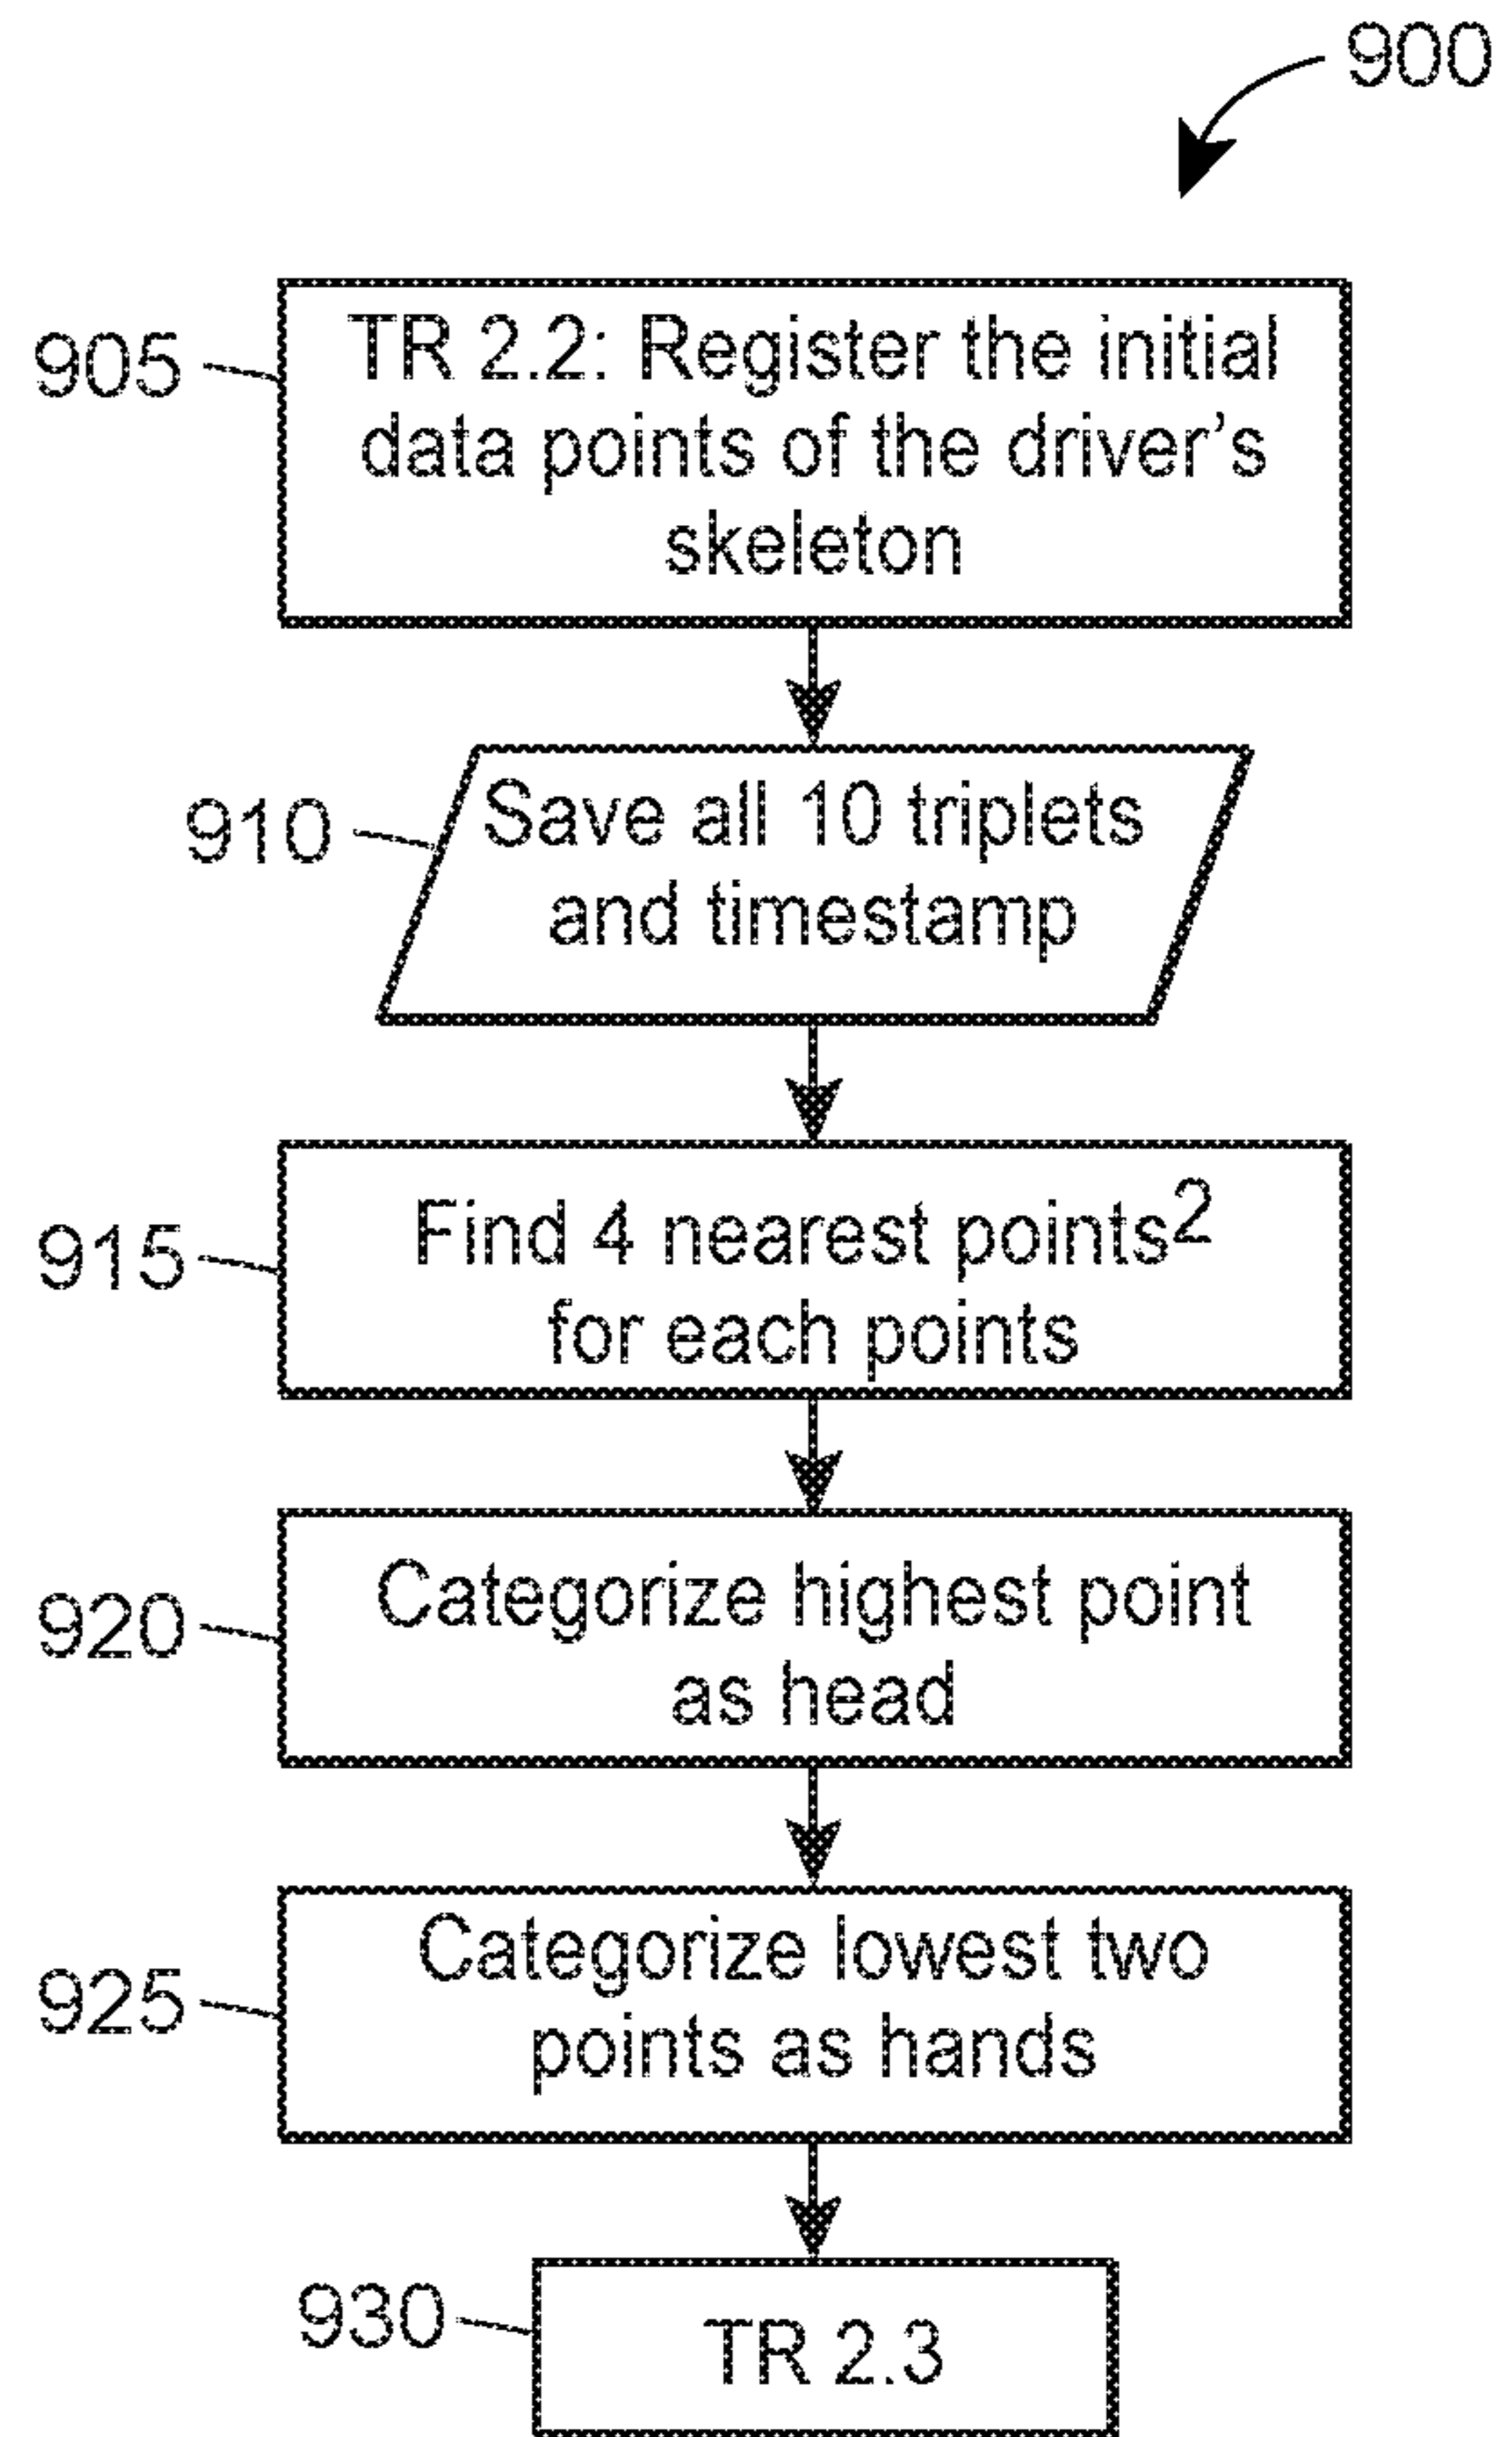 900
905
TR 2.2: Register the initial
data points of the driver's
skeleton
910
Save all 10 triplets
and timestamp
915
Find 4 nearest points2
for each points
920
Categorize highest point
as head
925
Categorize lowest two
points as hands
930
TR 2.3